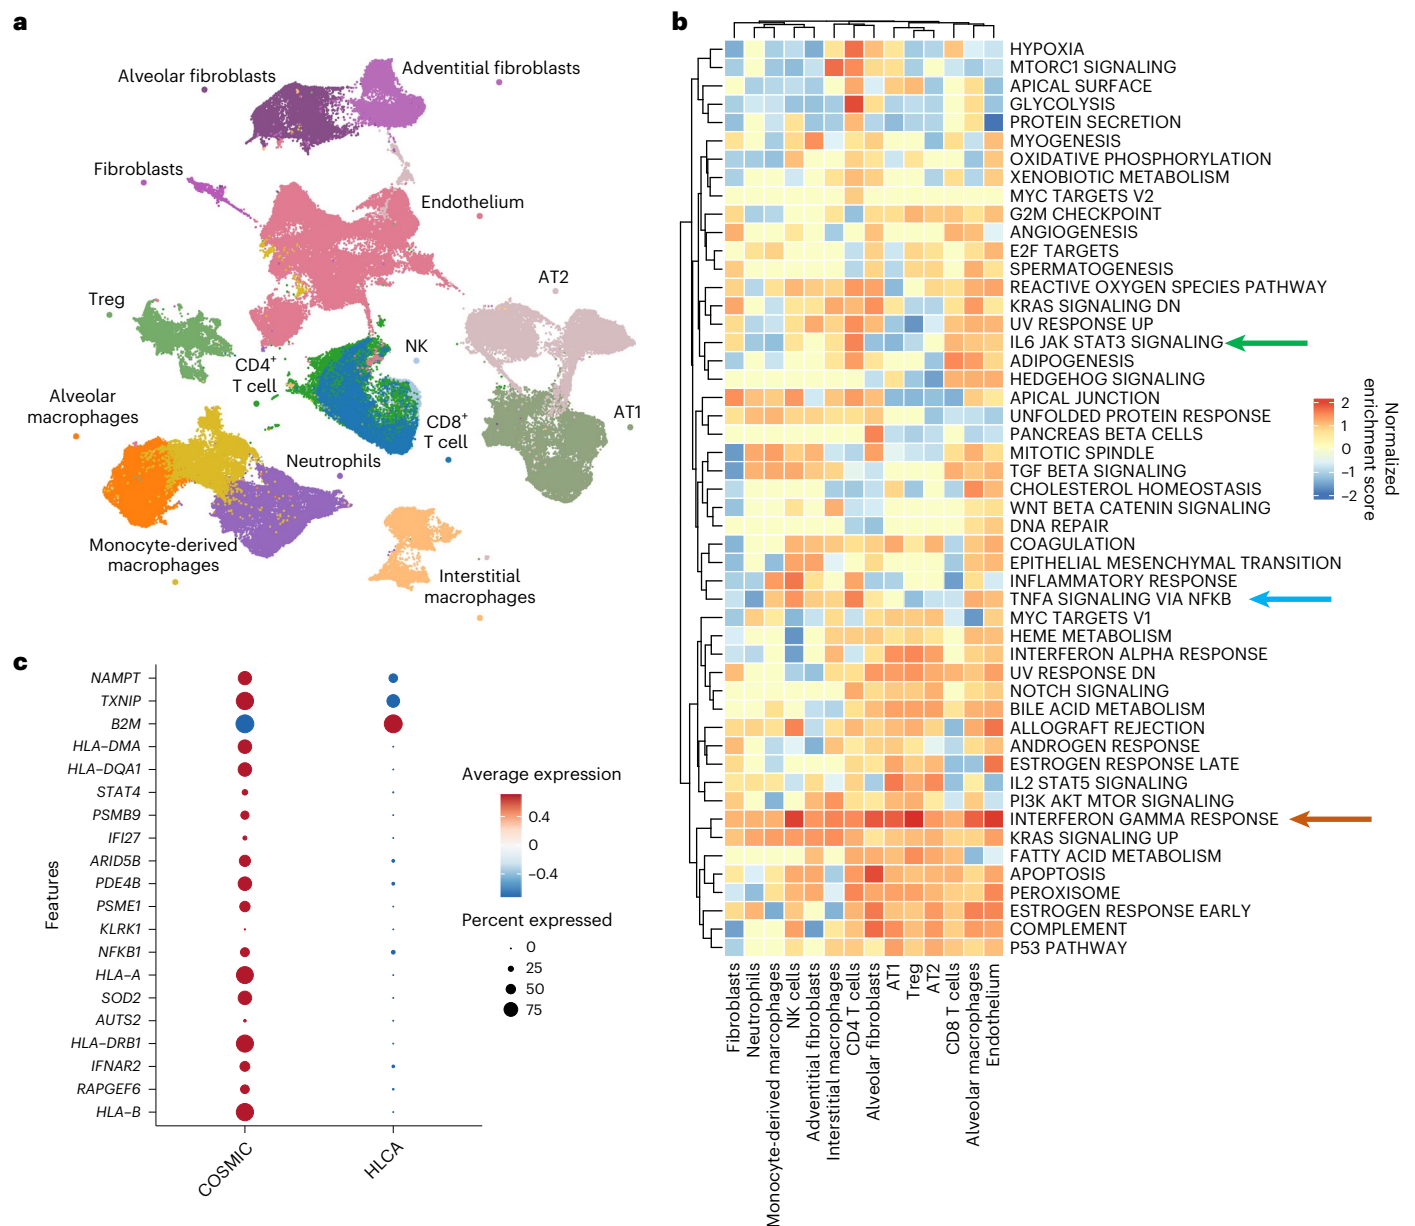 a
Alveolar fibroblasts
Adventitial fibroblasts
Fibroblasts
Endothelium
AT2
Treg
NK
CD4+
T cell
Alveolar
macrophages
CD8+
T cell
AT1
Neutrophils
Monocyte-derived
macrophages
Interstitial
macrophages
b
HYPOXIA
MTORC1 SIGNALING
APICAL SURFACE
GLYCOLYSIS
PROTEIN SECRETION
MYOGENESIS
OXIDATIVE PHOSPHORYLATION
XENOBIOTIC METABOLISM
MYC TARGETS V2
G2M CHECKPOINT
ANGIOGENESIS
E2F TARGETS
SPERMATOGENESIS
REACTIVE OXYGEN SPECIES PATHWAY
KRAS SIGNALING DN
UV RESPONSE UP
IL6 JAK STAT3 SIGNALING
ADIPOGENESIS
HEDGEHOG SIGNALING
APICAL JUNCTION
UNFOLDED PROTEIN RESPONSE
PANCREAS BETA CELLS
MITOTIC SPINDLE
TGF BETA SIGNALING
CHOLESTEROL HOMEOSTASIS
WNT BETA CATENIN SIGNALING
DNA REPAIR
COAGULATION
EPITHELIAL MESENCHYMAL TRANSITION
INFLAMMATORY RESPONSE
TNFA SIGNALING VIA NFKB
MYC TARGETS V1
HEME METABOLISM
INTERFERON ALPHA RESPONSE
UV RESPONSE DN
NOTCH SIGNALING
BILE ACID METABOLISM
ALLOGRAFT REJECTION
ANDROGEN RESPONSE
ESTROGEN RESPONSE LATE
IL2 STAT5 SIGNALING
PI3K AKT MTOR SIGNALING
INTERFERON GAMMA RESPONSE
KRAS SIGNALING UP
FATTY ACID METABOLISM
APOPTOSIS
PEROXISOME
ESTROGEN RESPONSE EARLY
COMPLEMENT
P53 PATHWAY
Fibroblasts
Neutrophils
Monocyte-derived marcophages
NK cells
Adventitial fibroblasts
Interstitial macrophages
CD4 T cells
Alveolar fibroblasts
AT1
Treg
AT2
CD8 T cells
Alveolar macrophages
Endothelium
2
1
0
−1
−2
Normalized
enrichment score
c
Features
NAMPT
TXNIP
B2M
HLA−DMA
HLA−DQA1
STAT4
PSMB9
IFI27
ARID5B
PDE4B
PSME1
KLRK1
NFKB1
HLA−A
SOD2
AUTS2
HLA−DRB1
IFNAR2
RAPGEF6
HLA−B
COSMIC
HLCA
Average expression
0.4
0
−0.4
Percent expressed
0
25
50
75